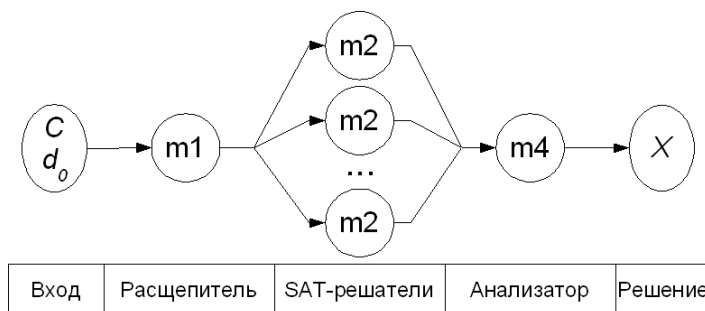 m2
C
d₀
m1
m2
m4
X
...
m2
Вход
Расщепитель
SAT-решатели
Анализатор
Решение